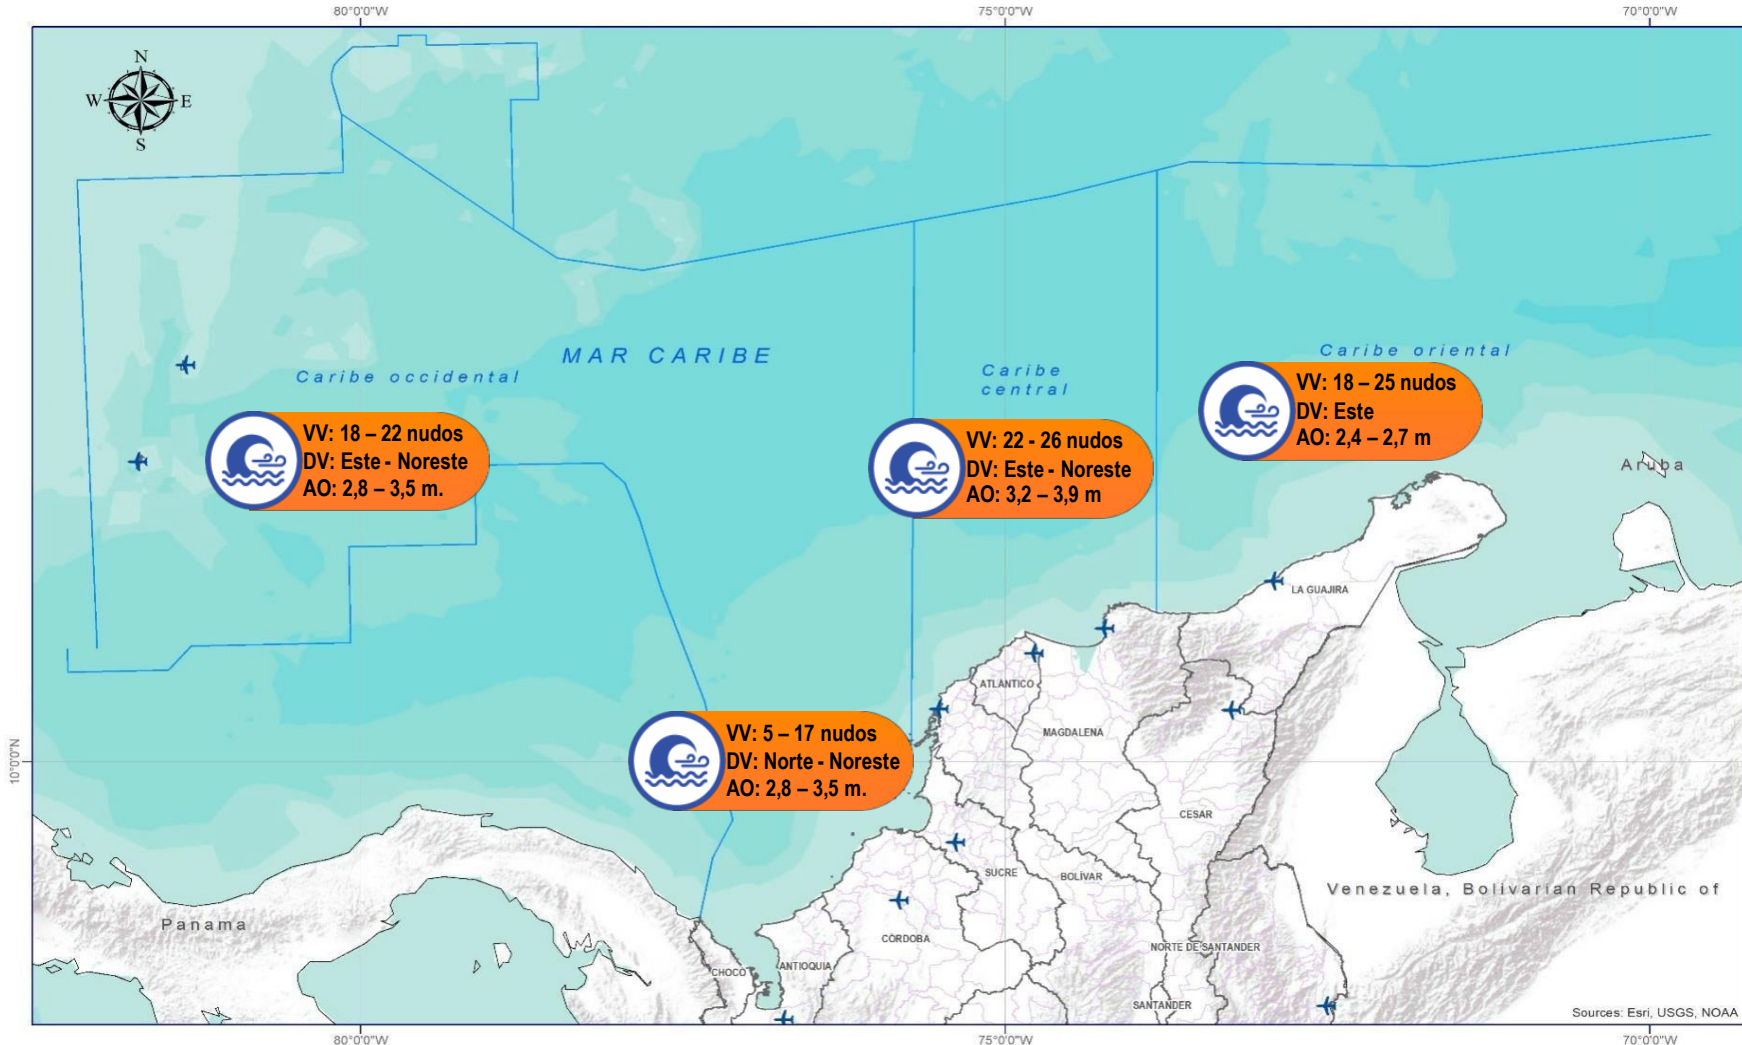 80°0'0"W
75°0'0"W
70°0'0"W
N
W
E
S
MAR CARIBE
Caribe occidental
Caribe
central
Caribe oriental
VV: 18 – 25 nudos
DV: Este
AO: 2,4 – 2,7 m
VV: 18 – 22 nudos
DV: Este - Noreste
AO: 2,8 – 3,5 m.
VV: 22 - 26 nudos
DV: Este - Noreste
AO: 3,2 – 3,9 m
Aruba
LA GUAJIRA
ATLÁNTICO
MAGDALENA
VV: 5 – 17 nudos
DV: Norte - Noreste
AO: 2,8 – 3,5 m.
10°0'0"N
CESAR
SUCRE
BOLÍVAR
Venezuela, Bolivarian Republic of
Panama
CÓRDOBA
NORTE DE SANTANDER
CHOCÓ
ANTIOQUIA
SANTANDER
Sources: Esri, USGS, NOAA
80°0'0"W
75°0'0"W
70°0'0"W